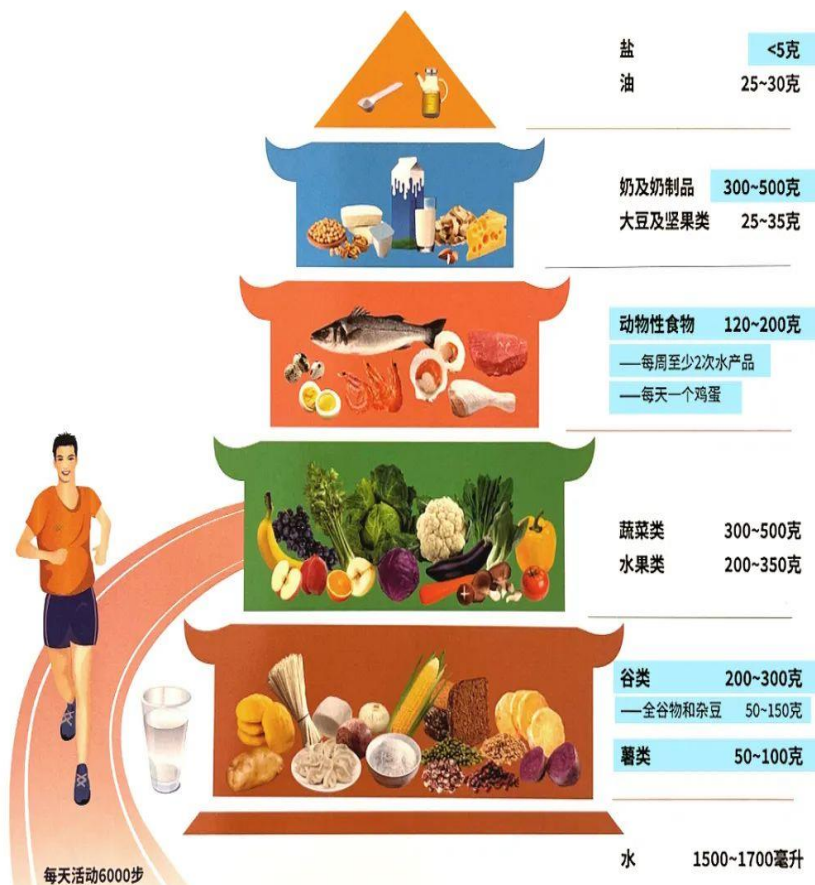 盐 <5克
油 25~30克
奶及奶制品 300~500克
大豆及坚果类 25~35克
动物性食物 120~200克
——每周至少2次水产品
——每天一个鸡蛋
蔬菜类 300~500克
水果类 200~350克
谷类 200~300克
——全谷物和杂豆 50~150克
薯类 50~100克
水 1500~1700毫升
每天活动6000步